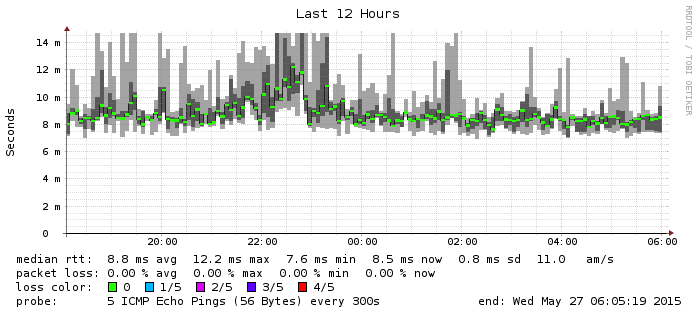 Last 12 Hours
RRDTOOL / TOBI OETIKER
Seconds
14 m
12 m
10 m
8 m
6 m
4 m
2 m
0
20:00 22:00 00:00 02:00 04:00 06:00
median rtt: 8.8 ms avg 12.2 ms max 7.6 ms min 8.5 ms now 0.8 ms sd 11.0 am/s
packet loss: 0.00 % avg 0.00 % max 0.00 % min 0.00 % now
loss color: 0 1/5 2/5 3/5 4/5
probe: 5 ICMP Echo Pings (56 Bytes) every 300s end: Wed May 27 06:05:19 2015